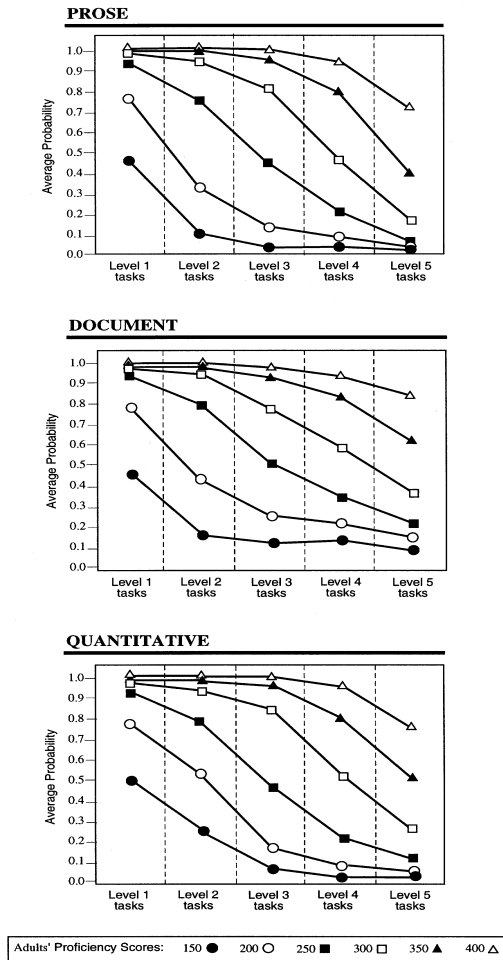 PROSE
Average Probability
1.0
0.9
0.8
0.7
0.6
0.5
0.4
0.3
0.2
0.1
0.0
Level 1 Level 2 Level 3 Level 4 Level 5
tasks tasks tasks tasks tasks
DOCUMENT
Average Probability
1.0
0.9
0.8
0.7
0.6
0.5
0.4
0.3
0.2
0.1
0.0
Level 1 Level 2 Level 3 Level 4 Level 5
tasks tasks tasks tasks tasks
QUANTITATIVE
Average Probability
1.0
0.9
0.8
0.7
0.6
0.5
0.4
0.3
0.2
0.1
0.0
Level 1 Level 2 Level 3 Level 4 Level 5
tasks tasks tasks tasks tasks
Adults' Proficiency Scores: 150 200 250 300 350 400